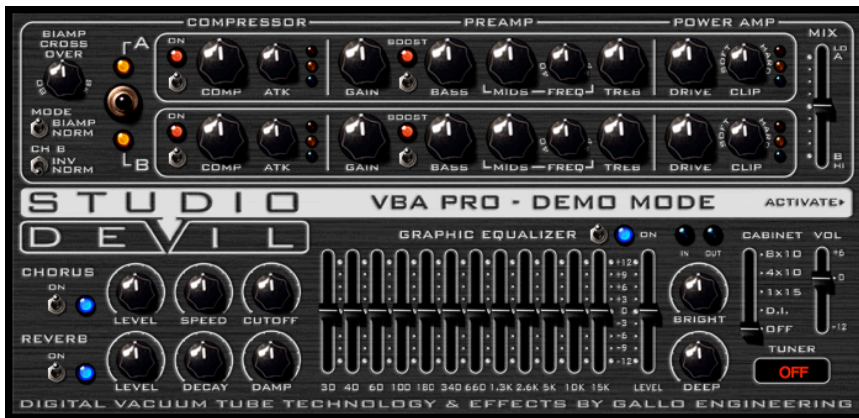 COMPRESSOR PREAMP POWER AMP MIX
BIAMP
CROSS
OVER
A
ON BOOST SOFT HARD LO
A
COMP ATK GAIN BASS MIDS FREQ TREB DRIVE CLIP
MODE
BIAMP
NORM
ON BOOST SOFT HARD
CH B
INV
NORM
B
COMP ATK GAIN BASS MIDS FREQ TREB DRIVE CLIP
B
HI
STUDIO VBA PRO - DEMO MODE ACTIVATE
DEVIL GRAPHIC EQUALIZER ON IN OUT CABINET VOL
CHORUS
ON
LEVEL SPEED CUTOFF
+12
+9
+6
+3
0
-3
-6
-9
-12
BRIGHT
8x10
4x10
1x15
D.I.
OFF
+6
0
-12
REVERB
ON
LEVEL DECAY DAMP
30 40 60 100 180 340 660 1.3K 2.6K 5K 10K 15K LEVEL
DEEP
TUNER
OFF
DIGITAL VACUUM TUBE TECHNOLOGY & EFFECTS BY GALLO ENGINEERING